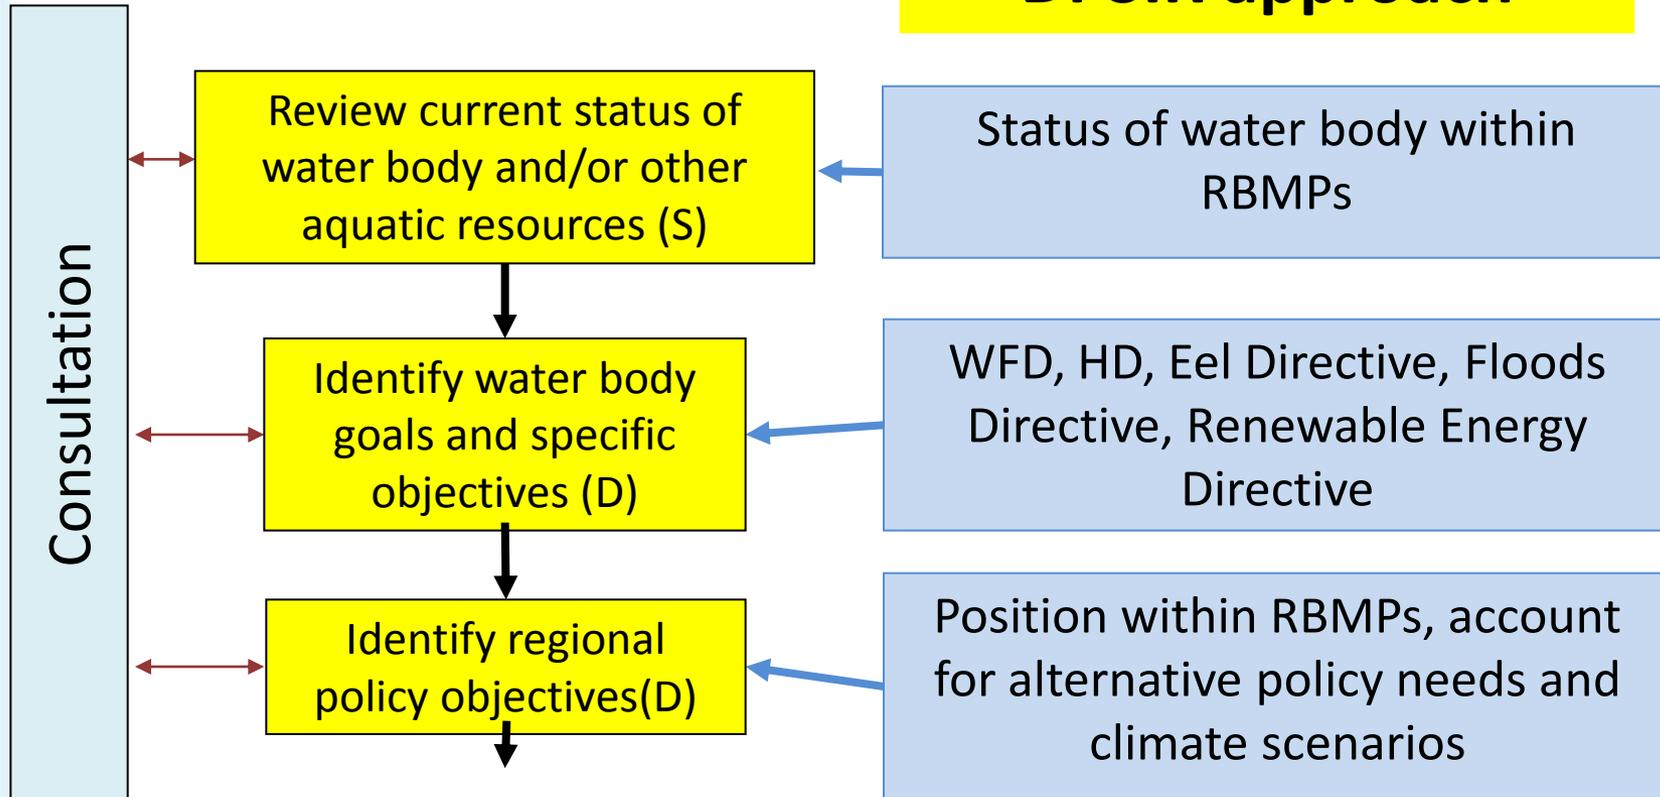 approach
Consultation
Review current status of
water body and/or other
aquatic resources (S)
Status of water body within
RBMPs
Identify water body
goals and specific
objectives (D)
WFD, HD, Eel Directive, Floods
Directive, Renewable Energy
Directive
Identify regional
policy objectives(D)
Position within RBMPs, account
for alternative policy needs and
climate scenarios